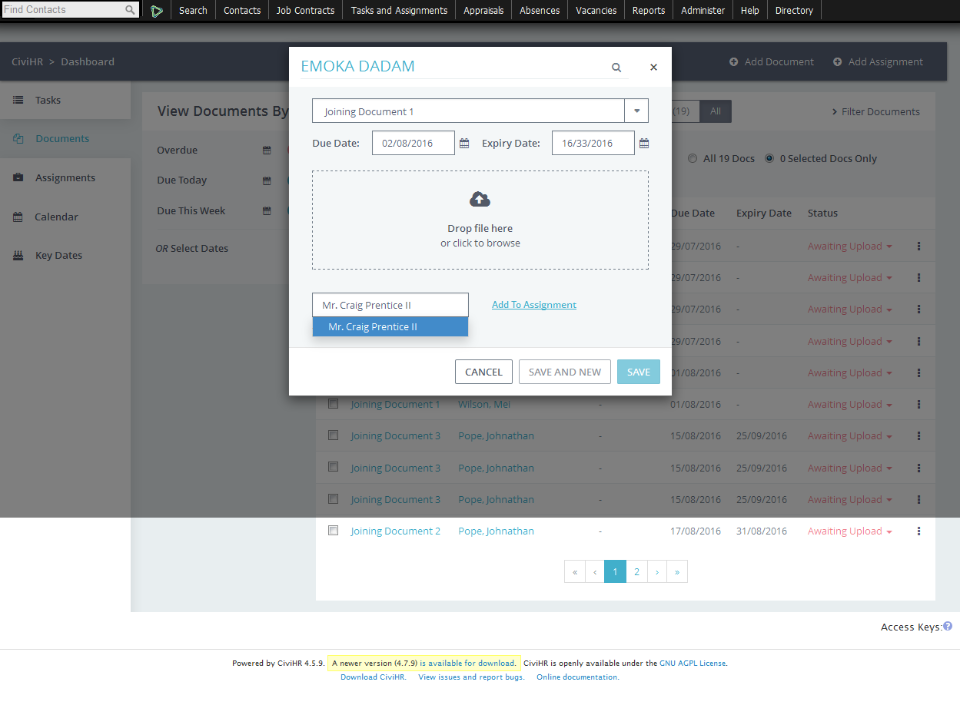 Find Contacts
Search Contacts Job Contracts Tasks and Assignments Appraisals Absences Vacancies Reports Administer Help Directory
CiviHR > Dashboard
Add Document Add Assignment
Tasks
Documents
Assignments
Calendar
Key Dates
View Documents By
Overdue
Due Today
Due This Week
OR Select Dates
EMOKA DADAM
×
Joining Document 1
Due Date: 02/08/2016 Expiry Date: 16/33/2016
Drop file here
or click to browse
Mr. Craig Prentice II Add To Assignment
Mr. Craig Prentice II
CANCEL SAVE AND NEW SAVE
(19) All > Filter Documents
All 19 Docs 0 Selected Docs Only
Due Date Expiry Date Status
29/07/2016 - Awaiting Upload
29/07/2016 - Awaiting Upload
29/07/2016 - Awaiting Upload
29/07/2016 - Awaiting Upload
01/08/2016 - Awaiting Upload
Joining Document 1 Wilson, Mel - 01/08/2016 - Awaiting Upload
Joining Document 3 Pope, Johnathan - 15/08/2016 25/09/2016 Awaiting Upload
Joining Document 3 Pope, Johnathan - 15/08/2016 25/09/2016 Awaiting Upload
Joining Document 3 Pope, Johnathan - 15/08/2016 25/09/2016 Awaiting Upload
Joining Document 2 Pope, Johnathan - 17/08/2016 31/08/2016 Awaiting Upload
« ‹ 1 2 › »
Access Keys:?
Powered by CiviHR 4.5.9. A newer version (4.7.9) is available for download. CiviHR is openly available under the GNU AGPL License.
Download CiviHR. View issues and report bugs. Online documentation.